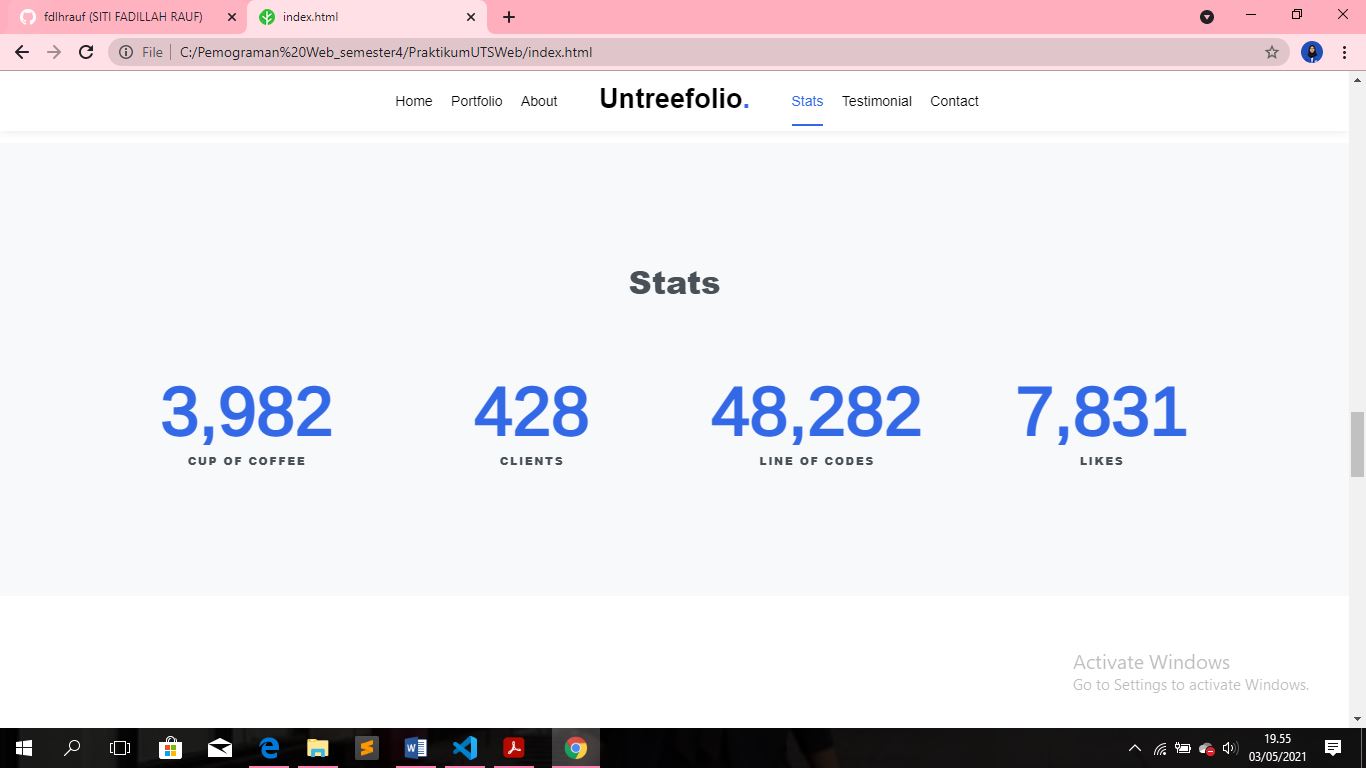 fdlhrauf (SITI FADILLAH RAUF)
index.html
File
C:/Pemograman%20Web_semester4/PraktikumUTSWeb/index.html
Home Portfolio About Untreefolio. Stats Testimonial Contact
Stats
3,982 428 48,282 7,831
CUP OF COFFEE CLIENTS LINE OF CODES LIKES
Activate Windows
Go to Settings to activate Windows.
19.55
03/05/2021